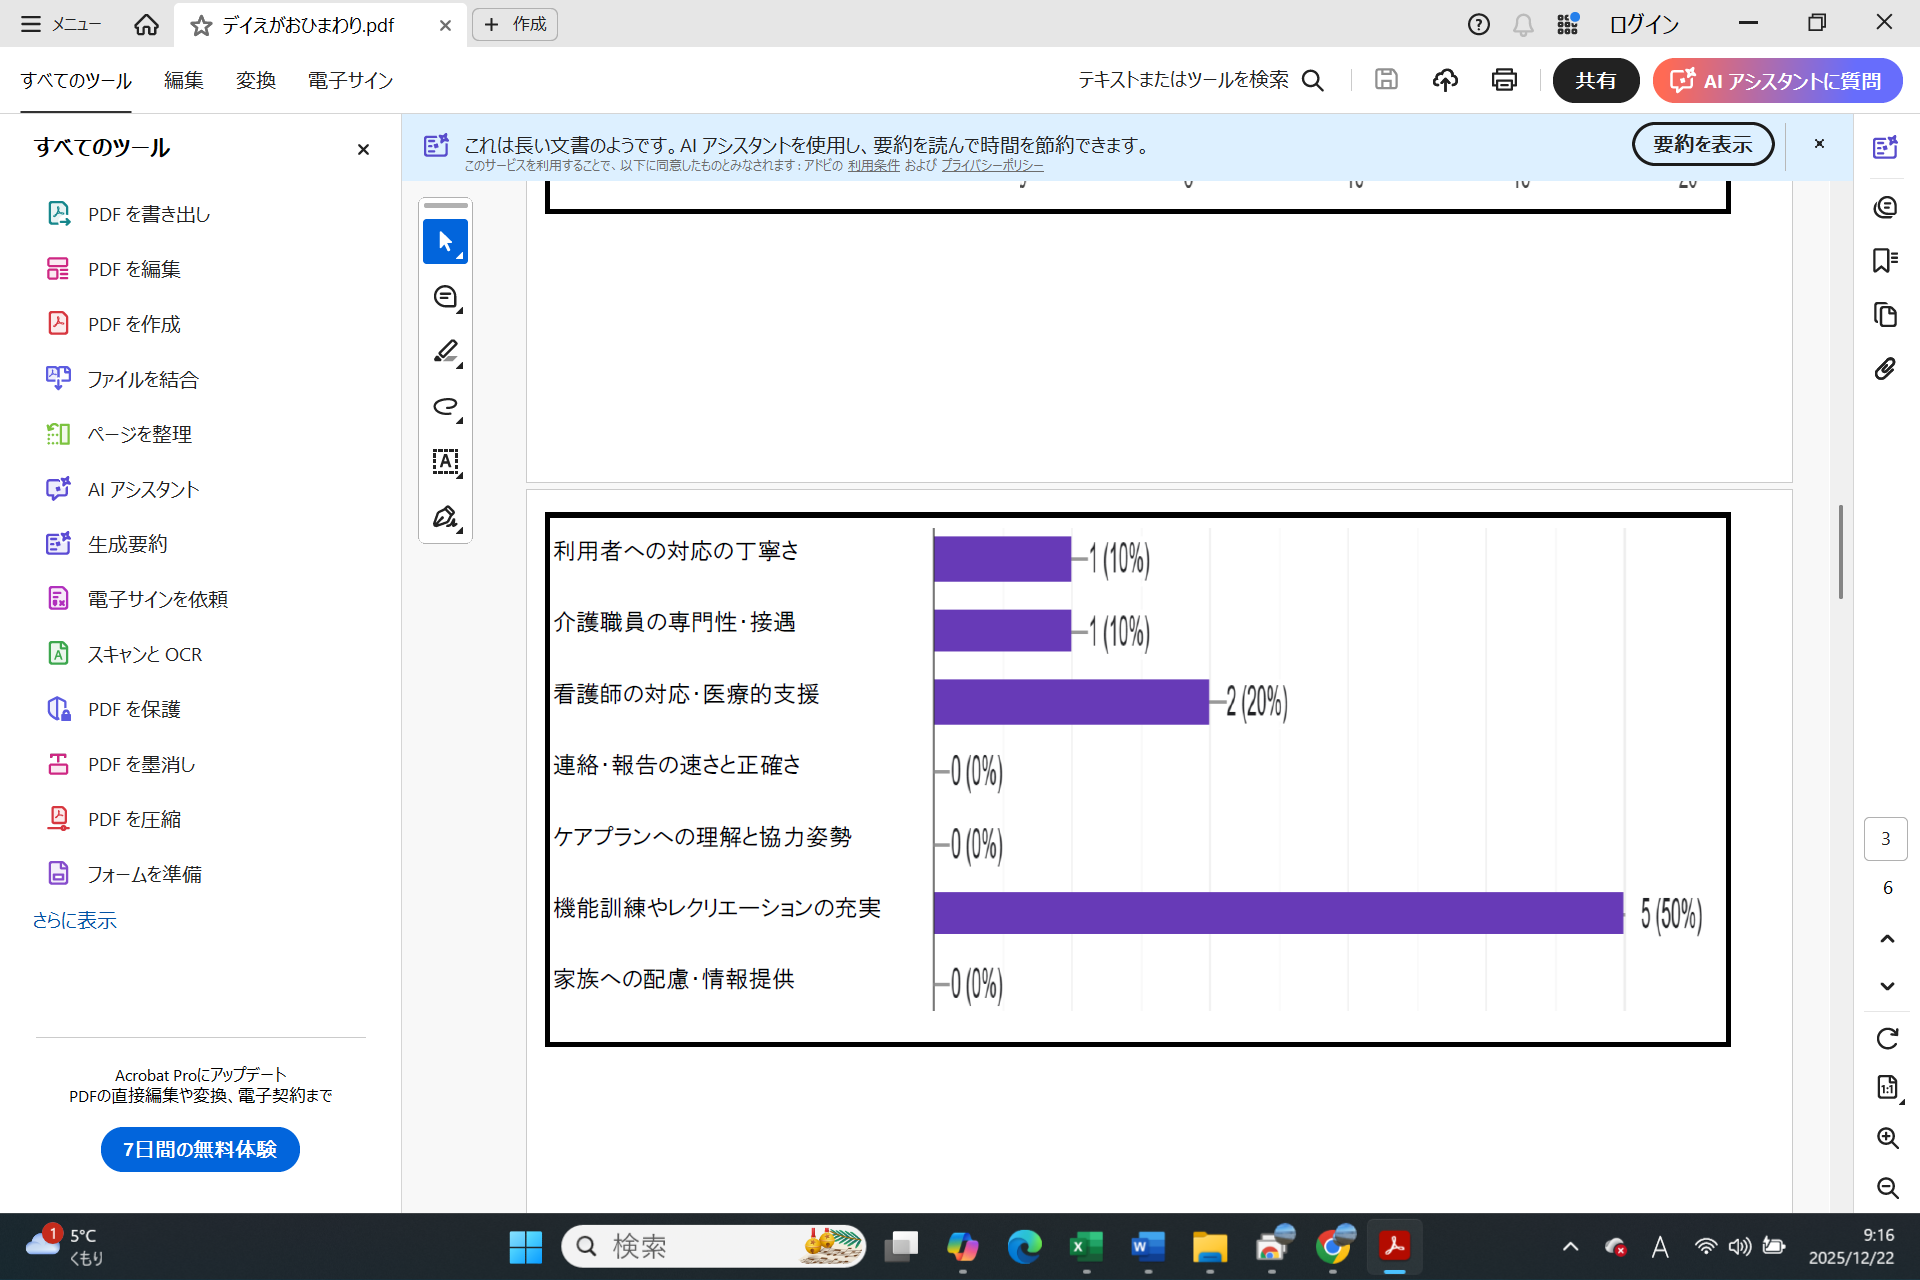 メニュー
デイえがおひまわり.pdf
作成
ログイン
すべてのツール
編集
変換
電子サイン
テキストまたはツールを検索
共有
AI アシスタントに質問
すべてのツール
PDF を書き出し
PDF を編集
PDF を作成
ファイルを結合
ページを整理
AI アシスタント
生成要約
電子サインを依頼
スキャンと OCR
PDF を保護
PDF を墨消し
PDF を圧縮
フォームを準備
さらに表示
Acrobat Proにアップデート
PDFの直接編集や変換、電子契約まで
7日間の無料体験
これは長い文書のようです。AI アシスタントを使用し、要約を読んで時間を節約できます。
このサービスを利用することで、以下に同意したものとみなされます : アドビの 利用条件 および プライバシーポリシー
要約を表示
利用者への対応の丁寧さ 1 (10%)
介護職員の専門性・接遇 1 (10%)
看護師の対応・医療的支援 2 (20%)
連絡・報告の速さと正確さ 0 (0%)
ケアプランへの理解と協力姿勢 0 (0%)
機能訓練やレクリエーションの充実 5 (50%)
家族への配慮・情報提供 0 (0%)
3
6
1
5°C
くもり
検索
A
9:16
2025/12/22